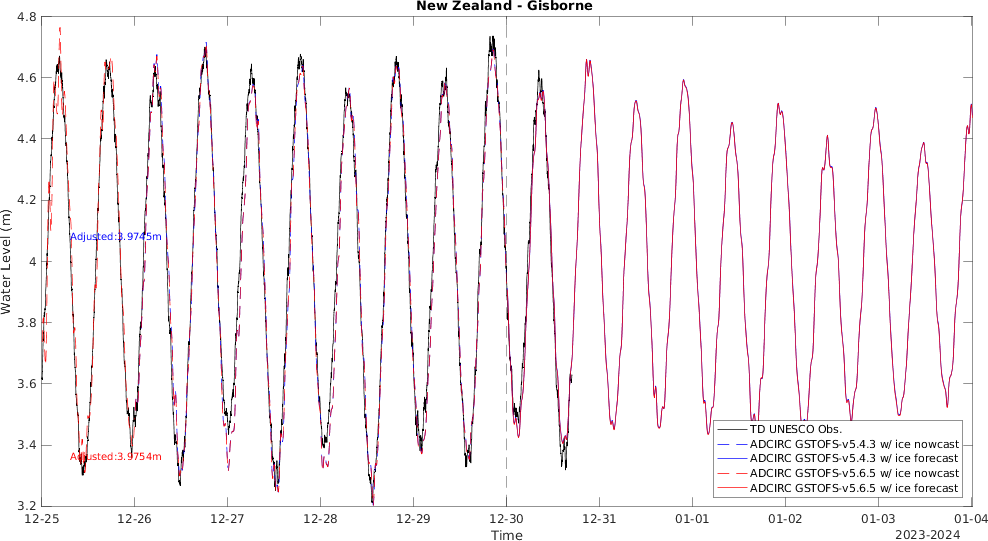 New Zealand - Gisborne
4.8
4.6
4.4
4.2
4
3.8
3.6
3.4
3.2
Water Level (m)
Adjusted:3.9745m
Adjusted:3.9754m
TD UNESCO Obs.
ADCIRC GSTOFS-v5.4.3 w/ ice nowcast
ADCIRC GSTOFS-v5.4.3 w/ ice forecast
ADCIRC GSTOFS-v5.6.5 w/ ice nowcast
ADCIRC GSTOFS-v5.6.5 w/ ice forecast
12-25 12-26 12-27 12-28 12-29 12-30 12-31 01-01 01-02 01-03 01-04
Time
2023-2024